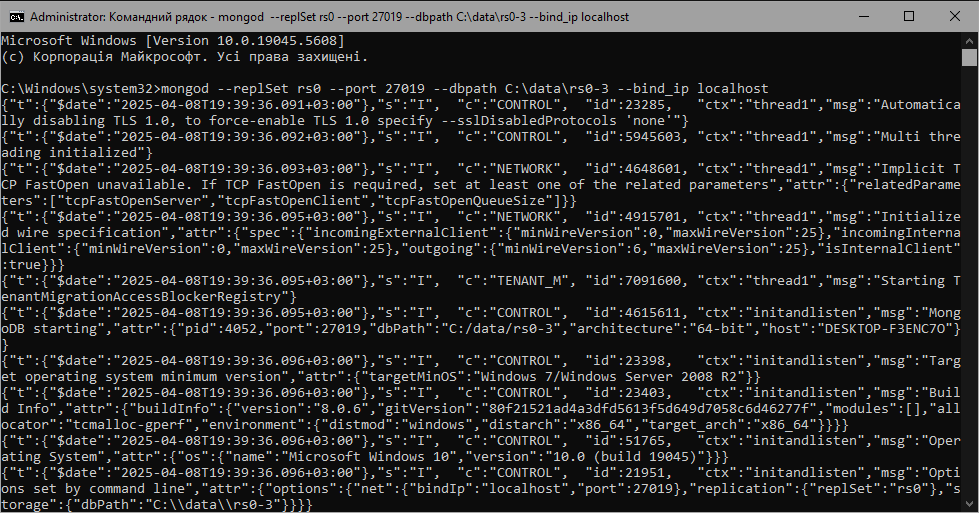 Administrator: Командний рядок - mongod  --replSet rs0 --port 27019 --dbpath C:\data\rs0-3 --bind_ip localhost
Microsoft Windows [Version 10.0.19045.5608]
(c) Корпорація Майкрософт. Усі права захищені.
C:\Windows\system32>mongod --replSet rs0 --port 27019 --dbpath C:\data\rs0-3 --bind_ip localhost
{"t":{"$date":"2025-04-08T19:39:36.091+03:00"},"s":"I",  "c":"CONTROL",  "id":23285,   "ctx":"thread1","msg":"Automatica
lly disabling TLS 1.0, to force-enable TLS 1.0 specify --sslDisabledProtocols 'none'"}
{"t":{"$date":"2025-04-08T19:39:36.092+03:00"},"s":"I",  "c":"CONTROL",  "id":5945603, "ctx":"thread1","msg":"Multi thre
ading initialized"}
{"t":{"$date":"2025-04-08T19:39:36.093+03:00"},"s":"I",  "c":"NETWORK",  "id":4648601, "ctx":"thread1","msg":"Implicit T
CP FastOpen unavailable. If TCP FastOpen is required, set at least one of the related parameters","attr":{"relatedParame
ters":["tcpFastOpenServer","tcpFastOpenClient","tcpFastOpenQueueSize"]}}
{"t":{"$date":"2025-04-08T19:39:36.095+03:00"},"s":"I",  "c":"NETWORK",  "id":4915701, "ctx":"thread1","msg":"Initialize
d wire specification","attr":{"spec":{"incomingExternalClient":{"minWireVersion":0,"maxWireVersion":25},"incomingInterna
lClient":{"minWireVersion":0,"maxWireVersion":25},"outgoing":{"minWireVersion":6,"maxWireVersion":25},"isInternalClient"
:true}}}
{"t":{"$date":"2025-04-08T19:39:36.095+03:00"},"s":"I",  "c":"TENANT_M", "id":7091600, "ctx":"thread1","msg":"Starting T
enantMigrationAccessBlockerRegistry"}
{"t":{"$date":"2025-04-08T19:39:36.095+03:00"},"s":"I",  "c":"CONTROL",  "id":4615611, "ctx":"initandlisten","msg":"Mong
oDB starting","attr":{"pid":4052,"port":27019,"dbPath":"C:/data/rs0-3","architecture":"64-bit","host":"DESKTOP-F3ENC7O"}
}
{"t":{"$date":"2025-04-08T19:39:36.096+03:00"},"s":"I",  "c":"CONTROL",  "id":23398,   "ctx":"initandlisten","msg":"Targ
et operating system minimum version","attr":{"targetMinOS":"Windows 7/Windows Server 2008 R2"}}
{"t":{"$date":"2025-04-08T19:39:36.096+03:00"},"s":"I",  "c":"CONTROL",  "id":23403,   "ctx":"initandlisten","msg":"Buil
d Info","attr":{"buildInfo":{"version":"8.0.6","gitVersion":"80f21521ad4a3dfd5613f5d649d7058c6d46277f","modules":[],"all
ocator":"tcmalloc-gperf","environment":{"distmod":"windows","distarch":"x86_64","target_arch":"x86_64"}}}}
{"t":{"$date":"2025-04-08T19:39:36.096+03:00"},"s":"I",  "c":"CONTROL",  "id":51765,   "ctx":"initandlisten","msg":"Oper
ating System","attr":{"os":{"name":"Microsoft Windows 10","version":"10.0 (build 19045)"}}}
{"t":{"$date":"2025-04-08T19:39:36.096+03:00"},"s":"I",  "c":"CONTROL",  "id":21951,   "ctx":"initandlisten","msg":"Opti
ons set by command line","attr":{"options":{"net":{"bindIp":"localhost","port":27019},"replication":{"replSet":"rs0"},"s
torage":{"dbPath":"C:\\data\\rs0-3"}}}}